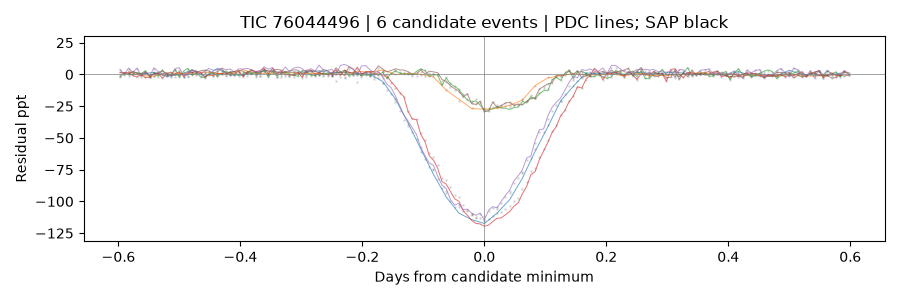 TIC 76044496 | 6 candidate events | PDC lines; SAP black
25
0
−25
−50
−75
−100
−125
Residual ppt
−0.6 −0.4 −0.2 0.0 0.2 0.4 0.6
Days from candidate minimum